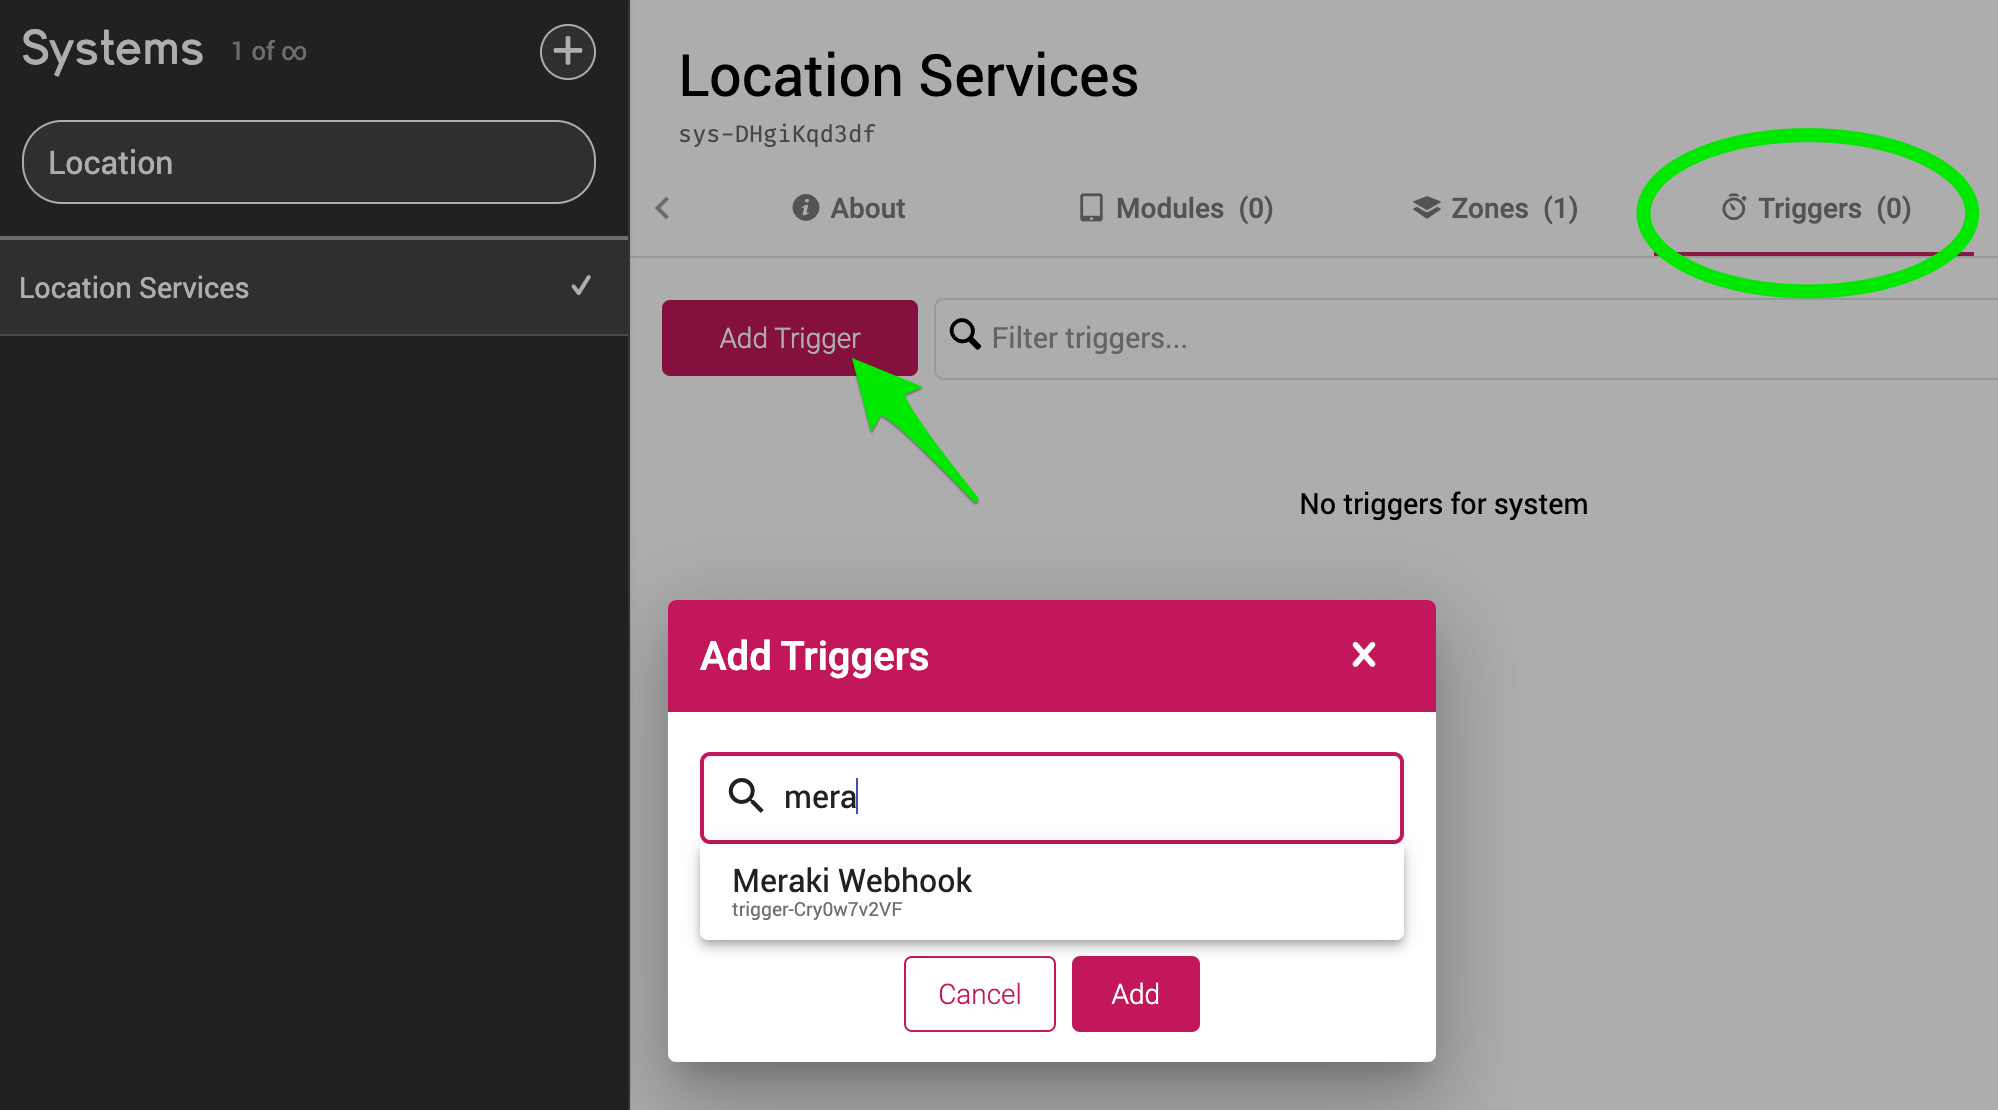 Systems 1 of ∞
Location
Location Services
Location Services
sys-DHgiKqd3df
About
Modules (0)
Zones (1)
Triggers (0)
Add Trigger
Filter triggers...
No triggers for system
Add Triggers
mera
Meraki Webhook
trigger-Cry0w7v2VF
Cancel
Add